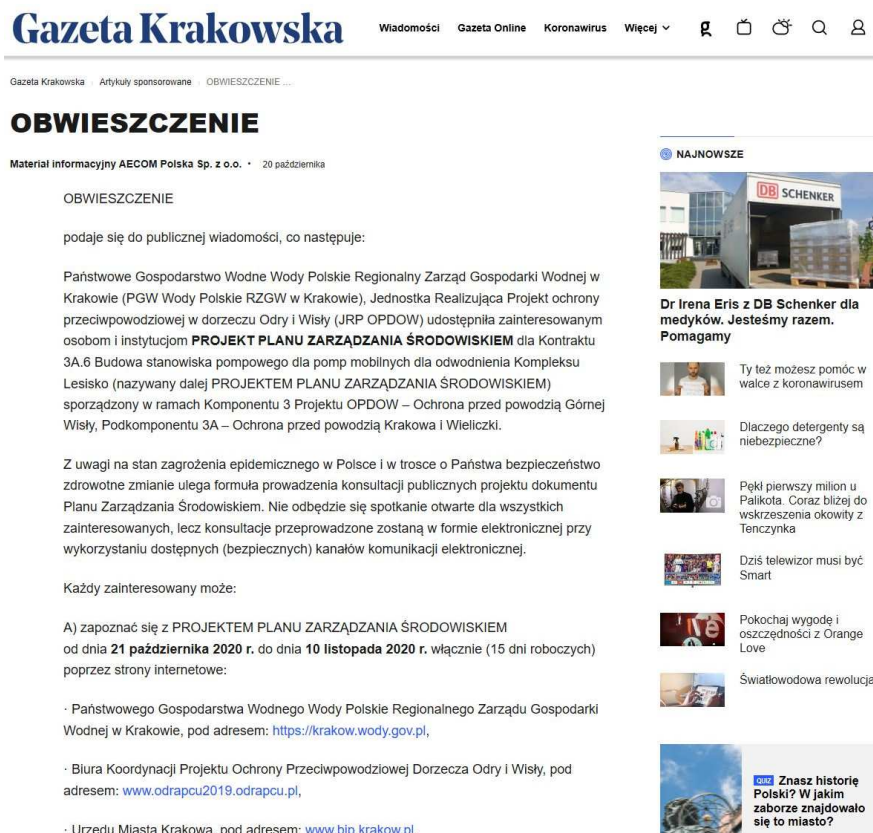 Gazeta Krakowska
Wiadomości Gazeta Online Koronawirus Więcej
g
Gazeta Krakowska Artykuły sponsorowane OBWIESZCZENIE ...
OBWIESZCZENIE
Materiał informacyjny AECOM Polska Sp. z o.o. • 20 października
OBWIESZCZENIE
podaje się do publicznej wiadomości, co następuje:
Państwowe Gospodarstwo Wodne Wody Polskie Regionalny Zarząd Gospodarki Wodnej w
Krakowie (PGW Wody Polskie RZGW w Krakowie), Jednostka Realizująca Projekt ochrony
przeciwpowodziowej w dorzeczu Odry i Wisły (JRP OPDOW) udostępniła zainteresowanym
osobom i instytucjom PROJEKT PLANU ZARZĄDZANIA ŚRODOWISKIEM dla Kontraktu
3A.6 Budowa stanowiska pompowego dla pomp mobilnych dla odwodnienia Kompleksu
Lesisko (nazywany dalej PROJEKTEM PLANU ZARZĄDZANIA ŚRODOWISKIEM)
sporządzony w ramach Komponentu 3 Projektu OPDOW – Ochrona przed powodzią Górnej
Wisły, Podkomponentu 3A – Ochrona przed powodzią Krakowa i Wieliczki.
Z uwagi na stan zagrożenia epidemicznego w Polsce i w trosce o Państwa bezpieczeństwo
zdrowotne zmianie ulega formuła prowadzenia konsultacji publicznych projektu dokumentu
Planu Zarządzania Środowiskiem. Nie odbędzie się spotkanie otwarte dla wszystkich
zainteresowanych, lecz konsultacje przeprowadzone zostaną w formie elektronicznej przy
wykorzystaniu dostępnych (bezpiecznych) kanałów komunikacji elektronicznej.
Każdy zainteresowany może:
A) zapoznać się z PROJEKTEM PLANU ZARZĄDZANIA ŚRODOWISKIEM
od dnia 21 października 2020 r. do dnia 10 listopada 2020 r. włącznie (15 dni roboczych)
poprzez strony internetowe:
· Państwowego Gospodarstwa Wodnego Wody Polskie Regionalnego Zarządu Gospodarki
Wodnej w Krakowie, pod adresem: https://krakow.wody.gov.pl,
· Biura Koordynacji Projektu Ochrony Przeciwpowodziowej Dorzecza Odry i Wisły, pod
adresem: www.odrapcu2019.odrapcu.pl,
· Urzędu Miasta Krakowa, pod adresem: www.bip.krakow.pl,
NAJNOWSZE
DB SCHENKER
Dr Irena Eris z DB Schenker dla
medyków. Jesteśmy razem.
Pomagamy
Ty też możesz pomóc w
walce z koronawirusem
Dlaczego detergenty są
niebezpieczne?
Pękł pierwszy milion u
Palikota. Coraz bliżej do
wskrzeszenia okowity z
Tenczynka
Dziś telewizor musi być
Smart
Pokochaj wygodę i
oszczędności z Orange
Love
Światłowodowa rewolucja
QUIZ Znasz historię
Polski? W jakim
zaborze znajdowało
się to miasto?